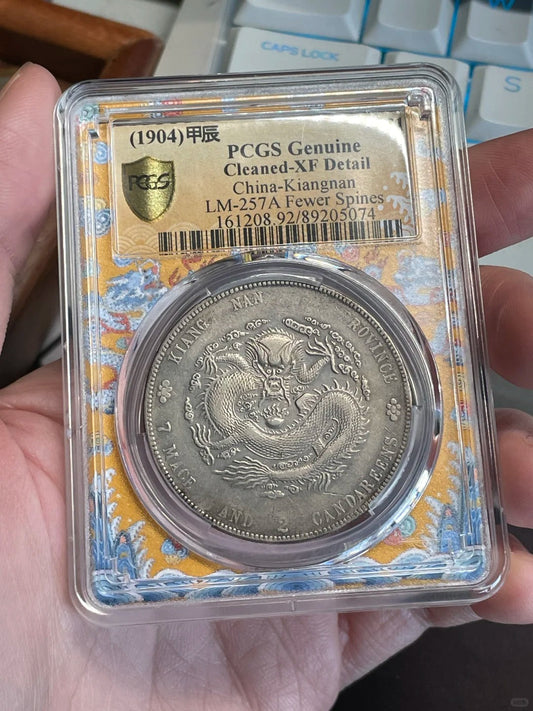 CAPS LOCK
W
S
(1904)甲辰
PCGS Genuine
Cleaned-XF Detail
China-Kiangnan
LM-257A Fewer Spines
161208.92/89205074
PCGS
KIANG NAN ROVINCE
7 MACE AND 2 CANDAREENS